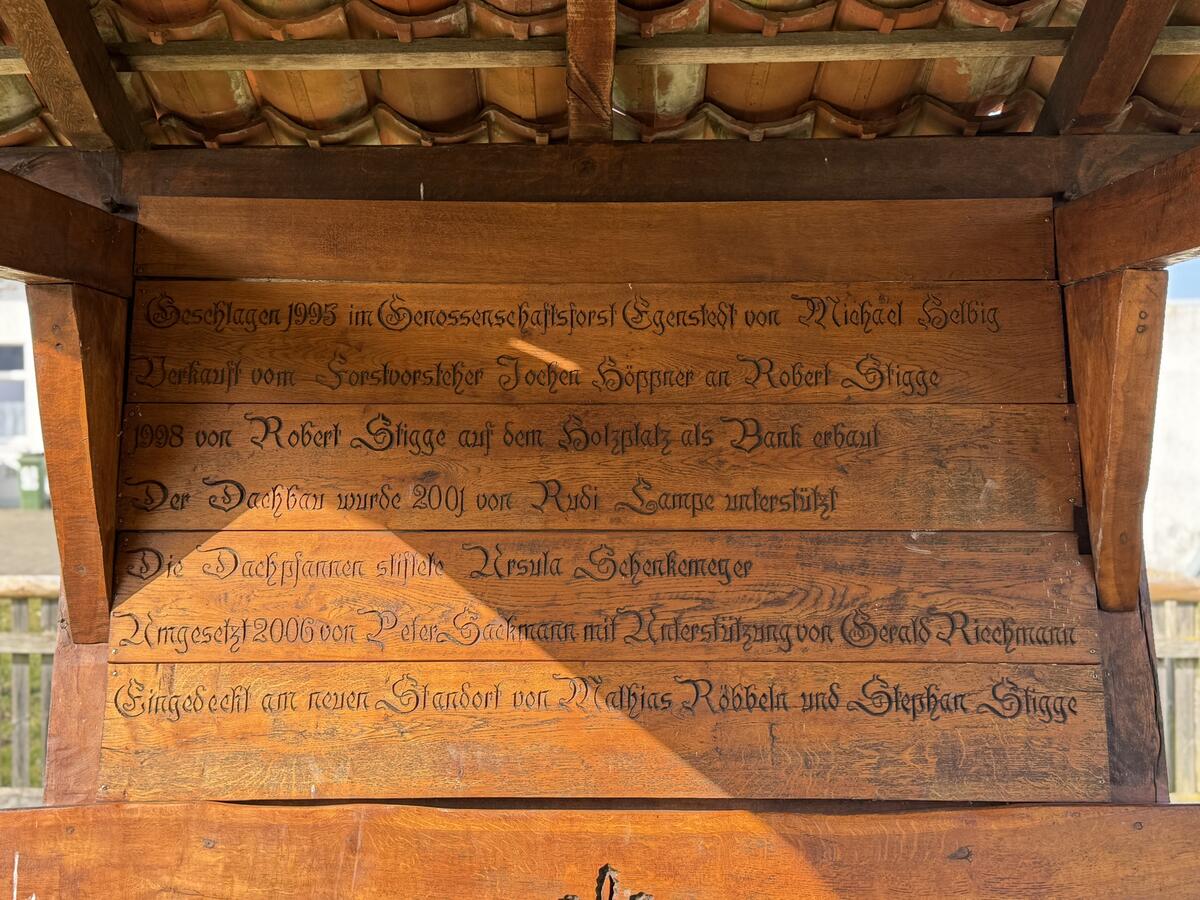 Geschlagen 1995 im Genossenschaftsforst Egenstedt von Michael Helbig
Verkauft vom Forstvorsteher Jochen Höppner an Robert Stigge
1998 von Robert Stigge auf dem Holzplatz als Bank erbaut
Der Dachbau wurde 2001 von Rudi Lampe unterstützt
Die Dachpfannen stiftete Ursula Schenkemeyer
Umgesetzt 2006 von Peter Sackmann mit Unterstützung von Gerald Riechmann
Eingedeckt am neuen Standort von Mathias Röbbeln und Stephan Stigge